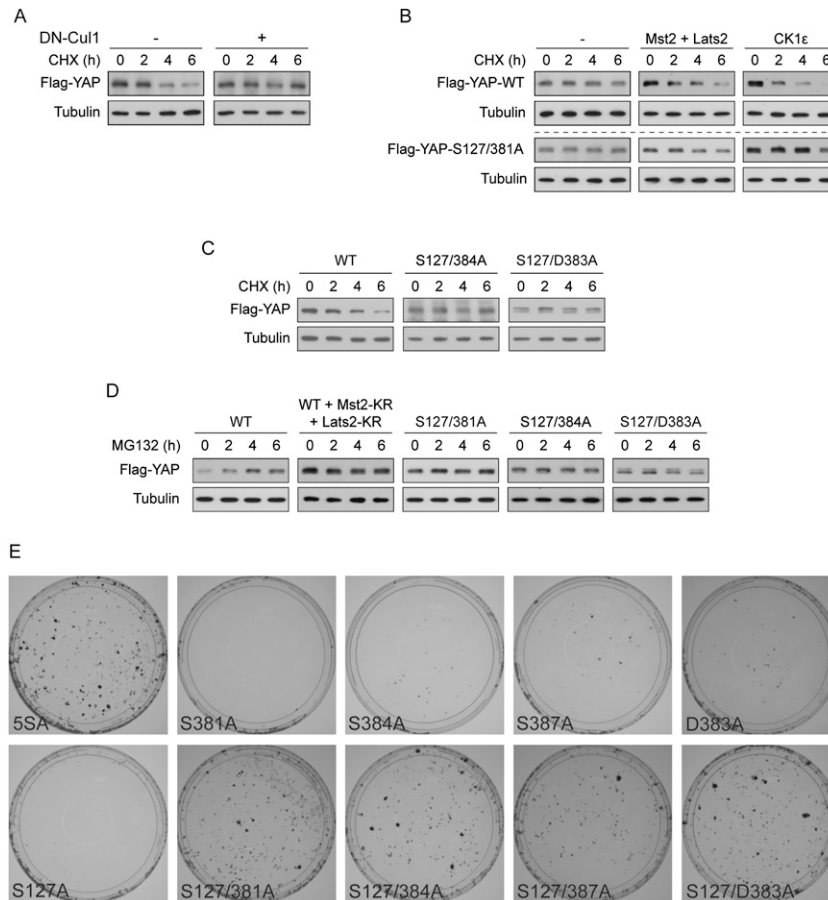 A
DN-Cul1 - +
CHX (h) 0 2 4 6 0 2 4 6
Flag-YAP
Tubulin
B
- Mst2 + Lats2 CK1ε
CHX (h) 0 2 4 6 0 2 4 6 0 2 4 6
Flag-YAP-WT
Tubulin
Flag-YAP-S127/381A
Tubulin
C
WT S127/384A S127/D383A
CHX (h) 0 2 4 6 0 2 4 6 0 2 4 6
Flag-YAP
Tubulin
D
WT WT + Mst2-KR + Lats2-KR S127/381A S127/384A S127/D383A
MG132 (h) 0 2 4 6 0 2 4 6 0 2 4 6 0 2 4 6 0 2 4 6
Flag-YAP
Tubulin
E
5SA S381A S384A S387A D383A
S127A S127/381A S127/384A S127/387A S127/D383A